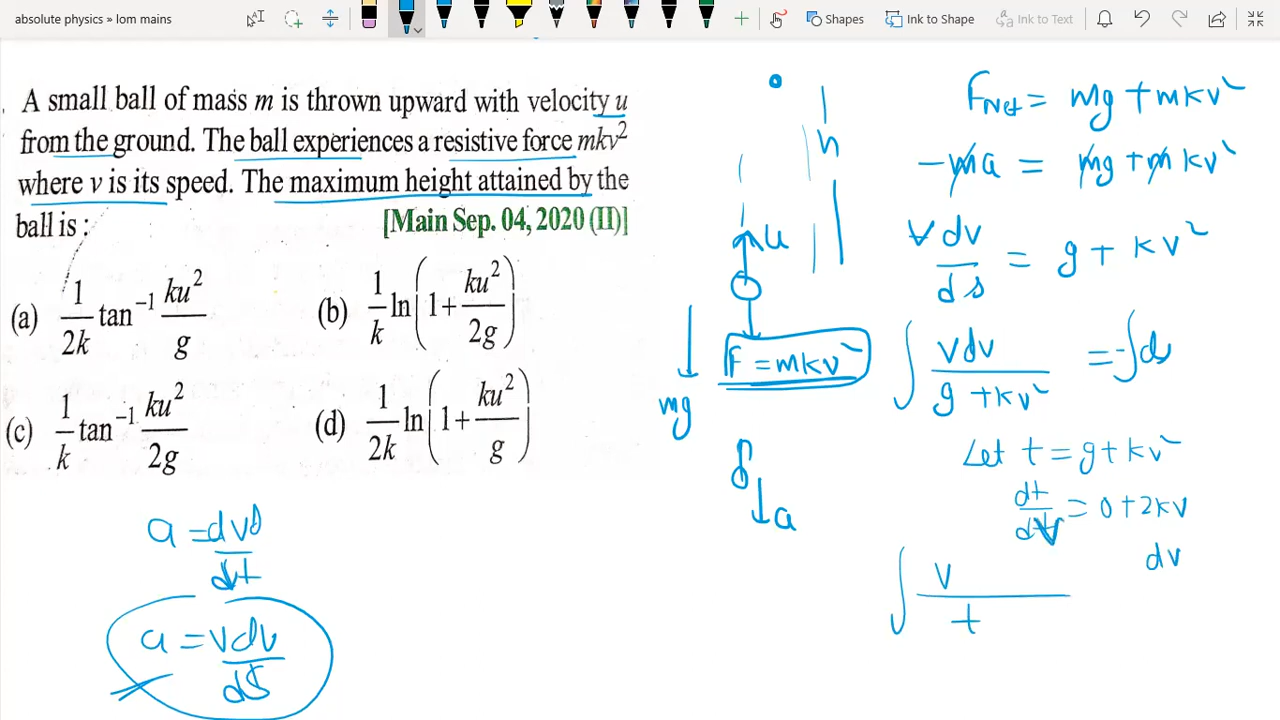 absolute physics » lom mains
Shapes
Ink to Shape
Ink to Text
A small ball of mass m is thrown upward with velocity u
from the ground. The ball experiences a resistive force mkv²
where v is its speed. The maximum height attained by the
ball is :
[Main Sep. 04, 2020 (II)]
(a) 1/2k tan⁻¹ ku²/g
(b) 1/k ln(1+ ku²/2g)
(c) 1/k tan⁻¹ ku²/2g
(d) 1/2k ln(1+ ku²/g)
a = dv/dt
a = vdv/ds
h
u
F = mkv²
mg
a
FNet = mg + mkv²
-ma = mg + mkv²
v dv/ds = g + kv²
∫ vdv/g + kv² = -∫ds
Let t = g + kv²
dt/dv = 0 + 2kv
dv
∫ v/t